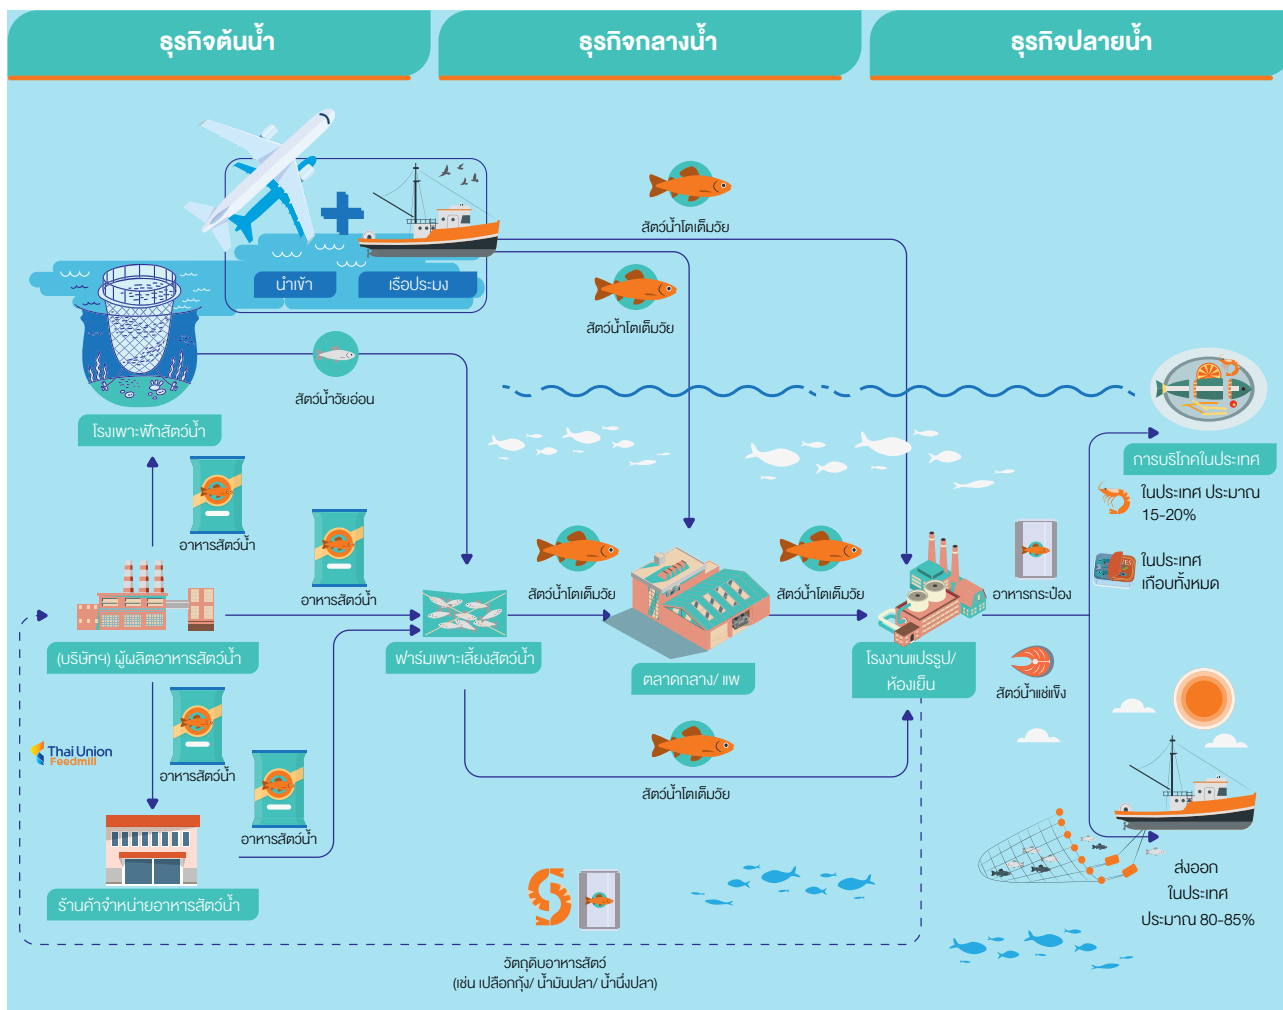 ธุรกิจต้นน้ำ
ธุรกิจกลางน้ำ
ธุรกิจปลายน้ำ
สัตว์น้ำโตเต็มวัย
นำเข้า
เรือประมง
สัตว์น้ำโตเต็มวัย
สัตว์น้ำวัยอ่อน
โรงเพาะฟักสัตว์น้ำ
การบริโภคในประเทศ
ในประเทศ ประมาณ
15-20%
อาหารสัตว์น้ำ
ในประเทศ
เกือบทั้งหมด
อาหารสัตว์น้ำ
สัตว์น้ำโตเต็มวัย
สัตว์น้ำโตเต็มวัย
อาหารกระป๋อง
(บริษัทฯ) ผู้ผลิตอาหารสัตว์น้ำ
ฟาร์มเพาะเลี้ยงสัตว์น้ำ
ตลาดกลาง/ แพ
โรงงานแปรรูป/
ห้องเย็น
สัตว์น้ำแช่แข็ง
Thai Union
Feedmill
อาหารสัตว์น้ำ
สัตว์น้ำโตเต็มวัย
อาหารสัตว์น้ำ
ร้านค้าจำหน่ายอาหารสัตว์น้ำ
ส่งออก
ในประเทศ
ประมาณ 80-85%
วัตถุดิบอาหารสัตว์
(เช่น เปลือกกุ้ง/ น้ำมันปลา/ น้ำนึ่งปลา)